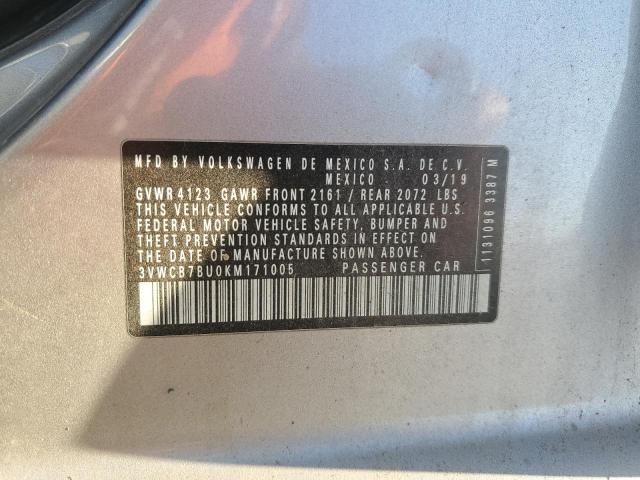 MFD BY VOLKSWAGEN DE MEXICO S.A. DE C.V.
MEXICO 03/19
GVWR 4123 GAWR FRONT 2161 / REAR 2072 LBS
THIS VEHICLE CONFORMS TO ALL APPLICABLE U.S.
FEDERAL MOTOR VEHICLE SAFETY, BUMPER AND
THEFT PREVENTION STANDARDS IN EFFECT ON
THE DATE OF MANUFACTURE SHOWN ABOVE.
3VWCB7BU0KM171005 PASSENGER CAR
1131096 3387 M